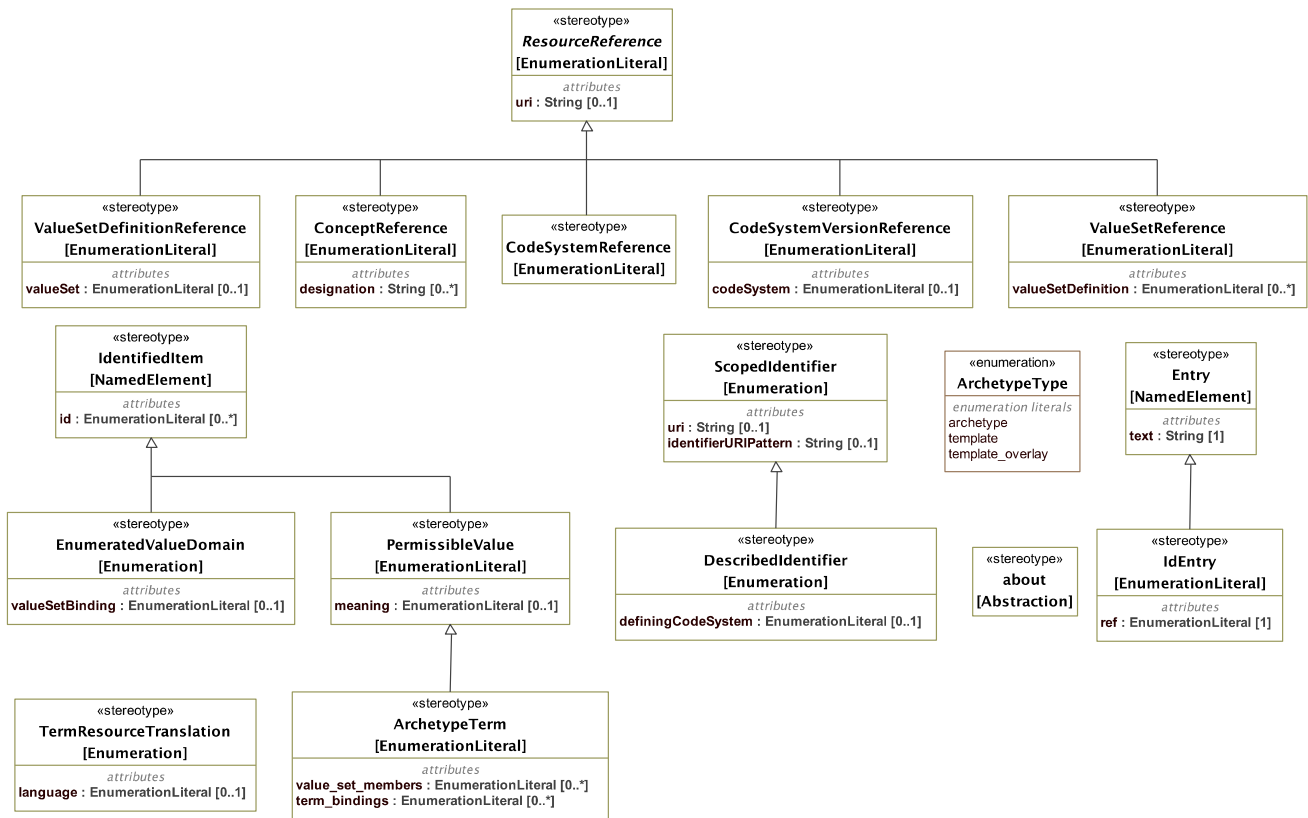 «stereotype»
ResourceReference
[EnumerationLiteral]
attributes
uri : String [0..1]
«stereotype»
ValueSetDefinitionReference
[EnumerationLiteral]
attributes
valueSet : EnumerationLiteral [0..1]
«stereotype»
ConceptReference
[EnumerationLiteral]
attributes
designation : String [0..*]
«stereotype»
CodeSystemReference
[EnumerationLiteral]
«stereotype»
CodeSystemVersionReference
[EnumerationLiteral]
attributes
codeSystem : EnumerationLiteral [0..1]
«stereotype»
ValueSetReference
[EnumerationLiteral]
attributes
valueSetDefinition : EnumerationLiteral [0..*]
«stereotype»
IdentifiedItem
[NamedElement]
attributes
id : EnumerationLiteral [0..*]
«stereotype»
ScopedIdentifier
[Enumeration]
attributes
uri : String [0..1]
identifierURIPattern : String [0..1]
«enumeration»
ArchetypeType
enumeration literals
archetype
template
template_overlay
«stereotype»
Entry
[NamedElement]
attributes
text : String [1]
«stereotype»
EnumeratedValueDomain
[Enumeration]
attributes
valueSetBinding : EnumerationLiteral [0..1]
«stereotype»
PermissibleValue
[EnumerationLiteral]
attributes
meaning : EnumerationLiteral [0..1]
«stereotype»
DescribedIdentifier
[Enumeration]
attributes
definingCodeSystem : EnumerationLiteral [0..1]
«stereotype»
about
[Abstraction]
«stereotype»
IdEntry
[EnumerationLiteral]
attributes
ref : EnumerationLiteral [1]
«stereotype»
TermResourceTranslation
[Enumeration]
attributes
language : EnumerationLiteral [0..1]
«stereotype»
ArchetypeTerm
[EnumerationLiteral]
attributes
value_set_members : EnumerationLiteral [0..*]
term_bindings : EnumerationLiteral [0..*]